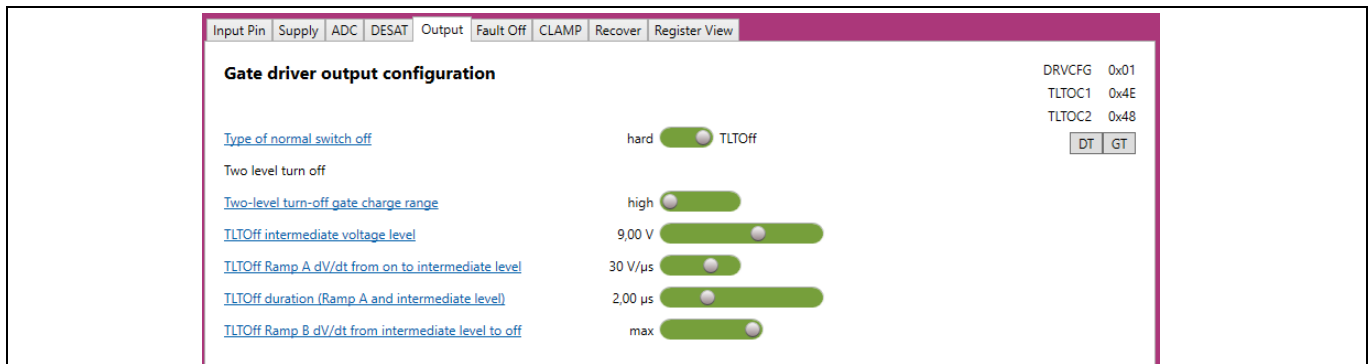 Input Pin Supply ADC DESAT Output Fault Off CLAMP Recover Register View
Gate driver output configuration
DRVCFG 0x01
TLTOC1 0x4E
TLTOC2 0x48
Type of normal switch off hard TLTOff
DT GT
Two level turn off
Two-level turn-off gate charge range high
TLTOff intermediate voltage level 9,00 V
TLTOff Ramp A dV/dt from on to intermediate level 30 V/µs
TLTOff duration (Ramp A and intermediate level) 2,00 µs
TLTOff Ramp B dV/dt from intermediate level to off max